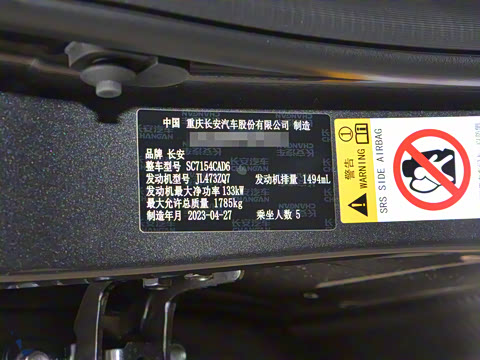 中国 重庆长安汽车股份有限公司 制造
品牌 长安
整车型号 SC7154CAD6
发动机型号 JL473ZQ7 发动机排量 1494mL
发动机最大净功率 133kW
最大允许总质量 1785kg
制造年月 2023-04-27 乘坐人数 5
警告
SRS SIDE AIRBAG